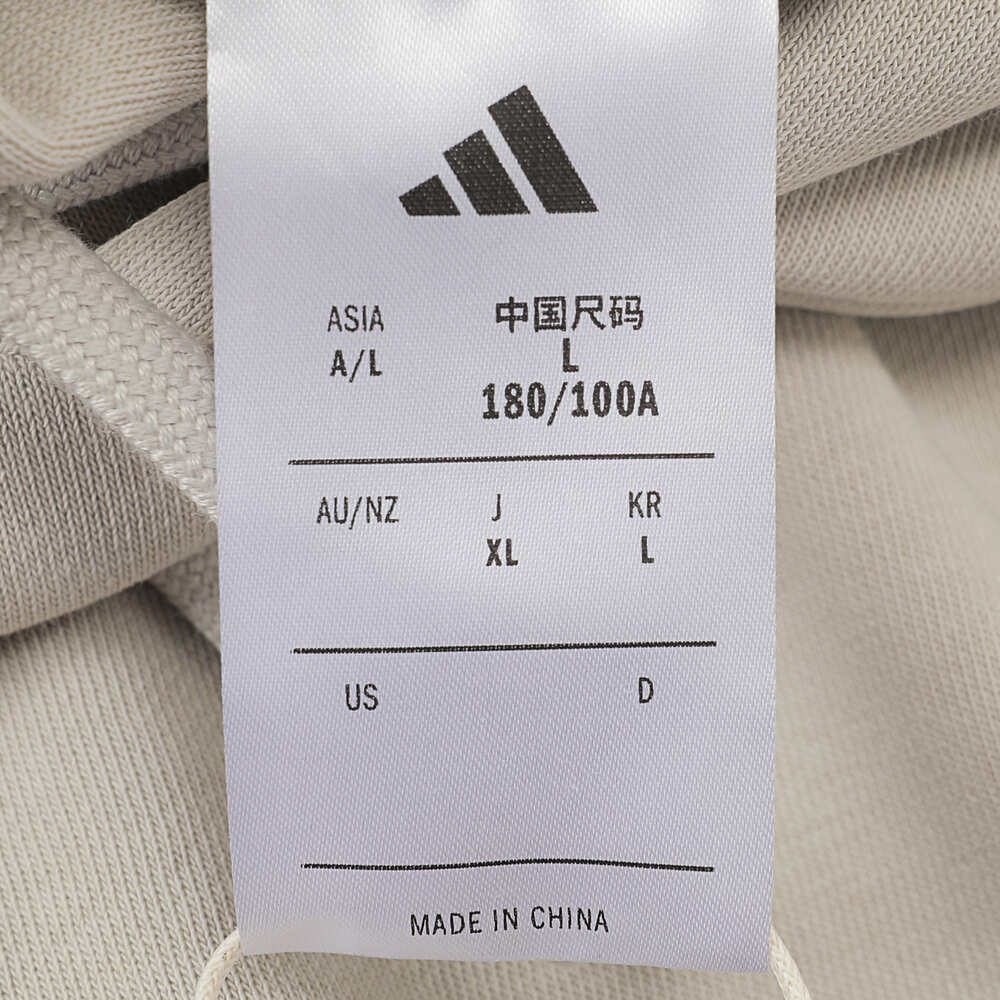 ASIA 中国尺码
A/L L
180/100A
AU/NZ J KR
XL L
US D
MADE IN CHINA